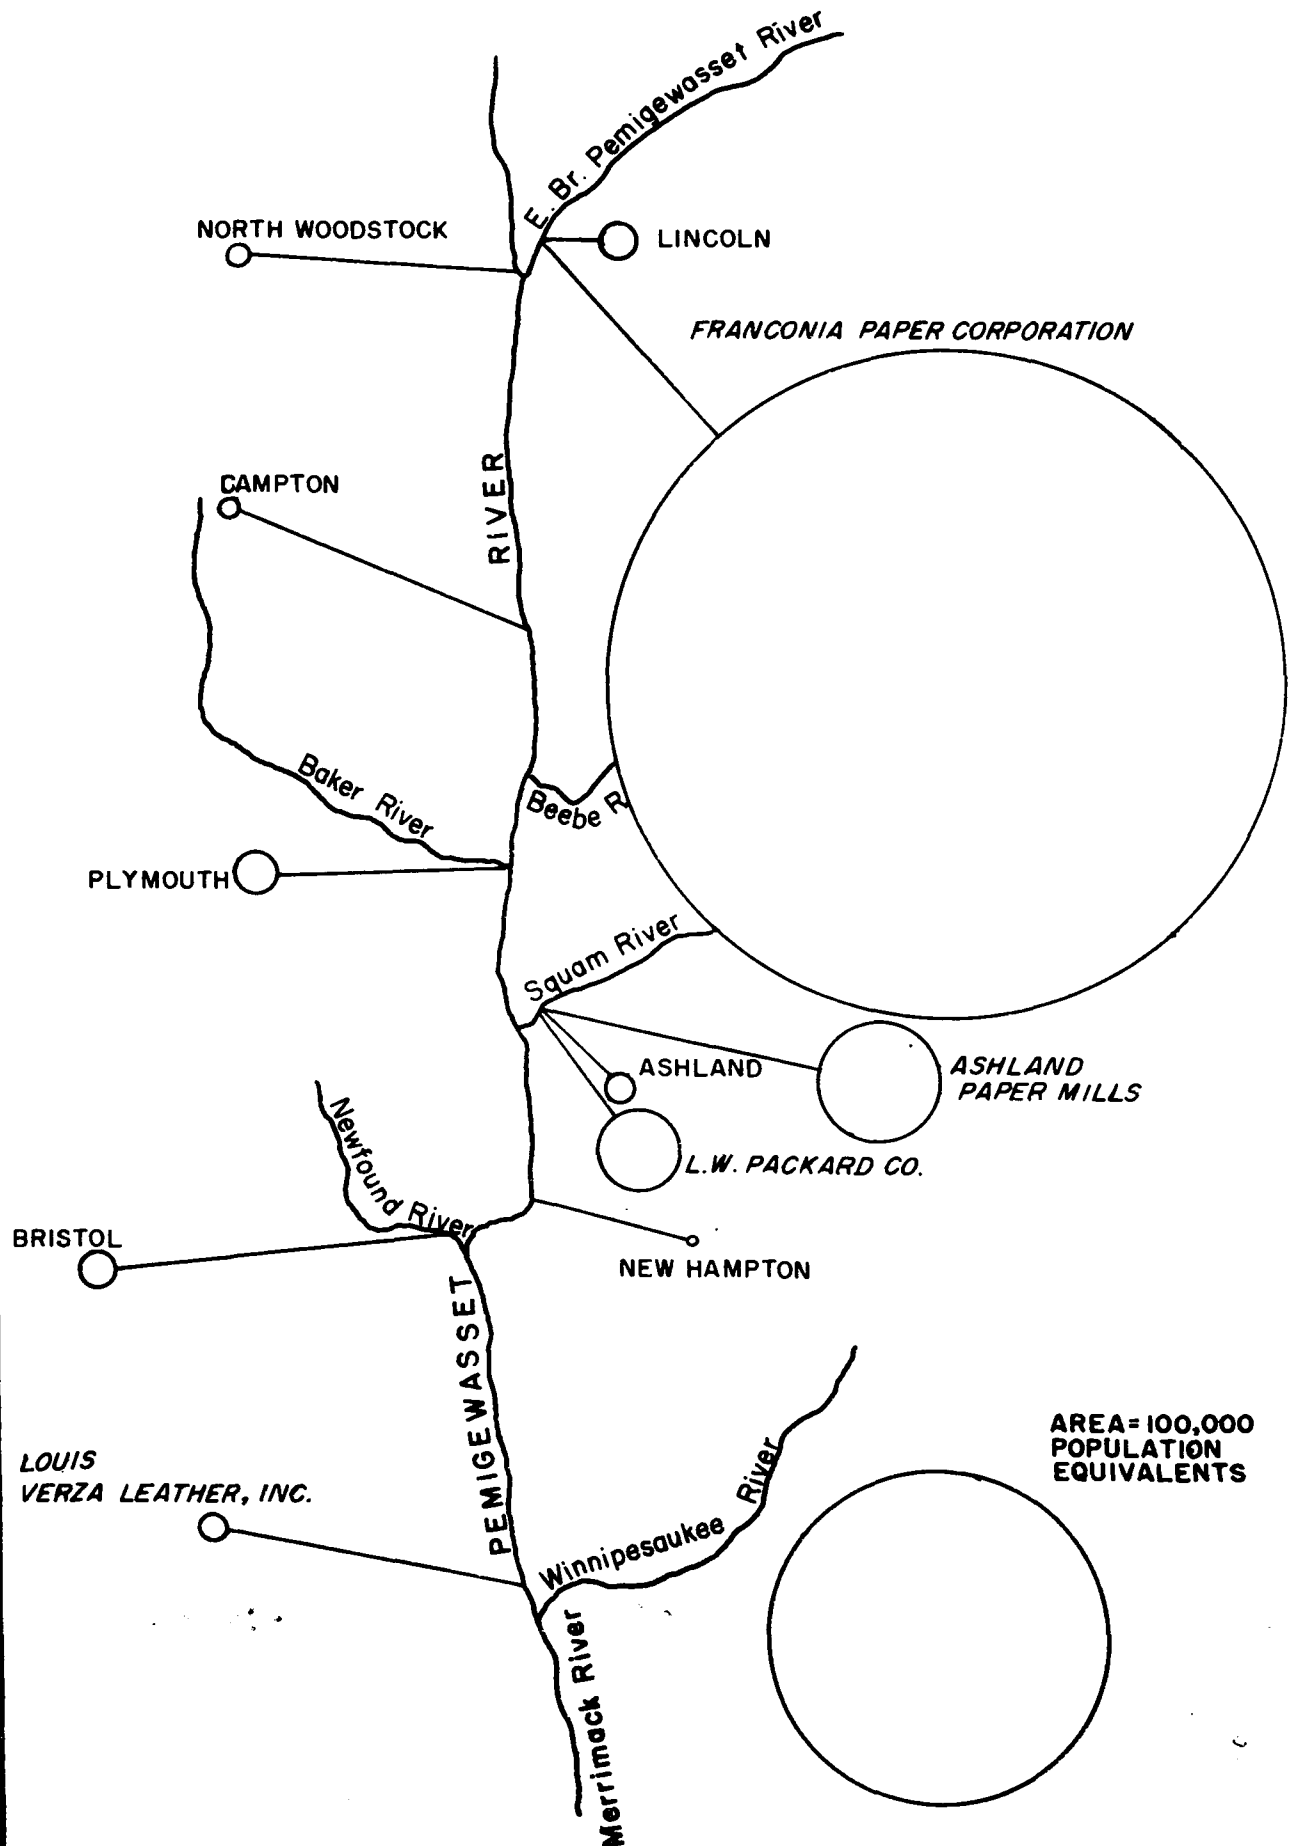 E. Br. Pemigewasset River
NORTH WOODSTOCK
LINCOLN
FRANCONIA PAPER CORPORATION
RIVER
CAMPTON
Baker River
Beebe R
PLYMOUTH
Squam River
ASHLAND
ASHLAND
PAPER MILLS
L.W. PACKARD CO.
Newfound River
BRISTOL
NEW HAMPTON
PEMIGEWASSET
AREA=100,000
POPULATION
EQUIVALENTS
LOUIS
VERZA LEATHER, INC.
Winnipesaukee River
Merrimack River